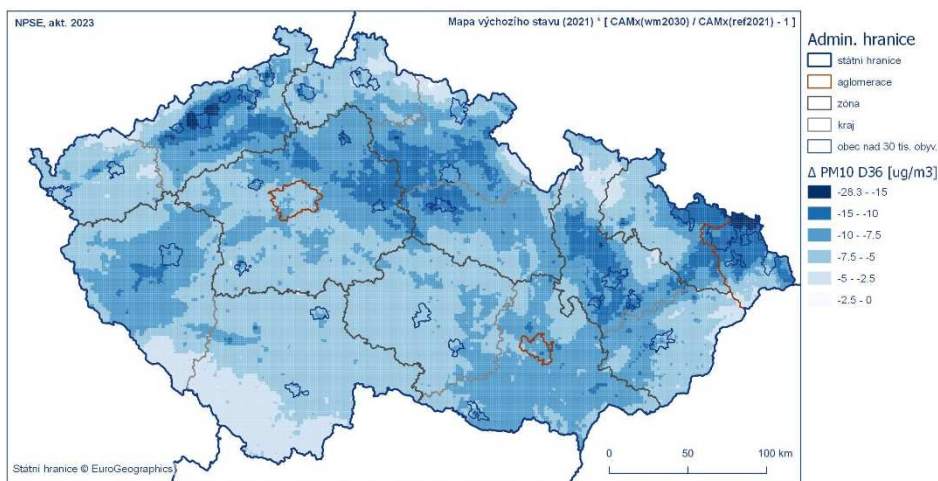 NPSE, akt. 2023
Mapa výchozího stavu (2021) * [ CAMx(wm2030) / CAMx(ref2021) - 1 ]
Admin. hranice
státní hranice
aglomerace
zóna
kraj
obec nad 30 tis. obyv.
Δ PM10 D36 [ug/m3]
-28.3 - -15
-15 - -10
-10 - -7.5
-7.5 - -5
-5 - -2.5
-2.5 - 0
0 50 100 km
Státní hranice © EuroGeographics